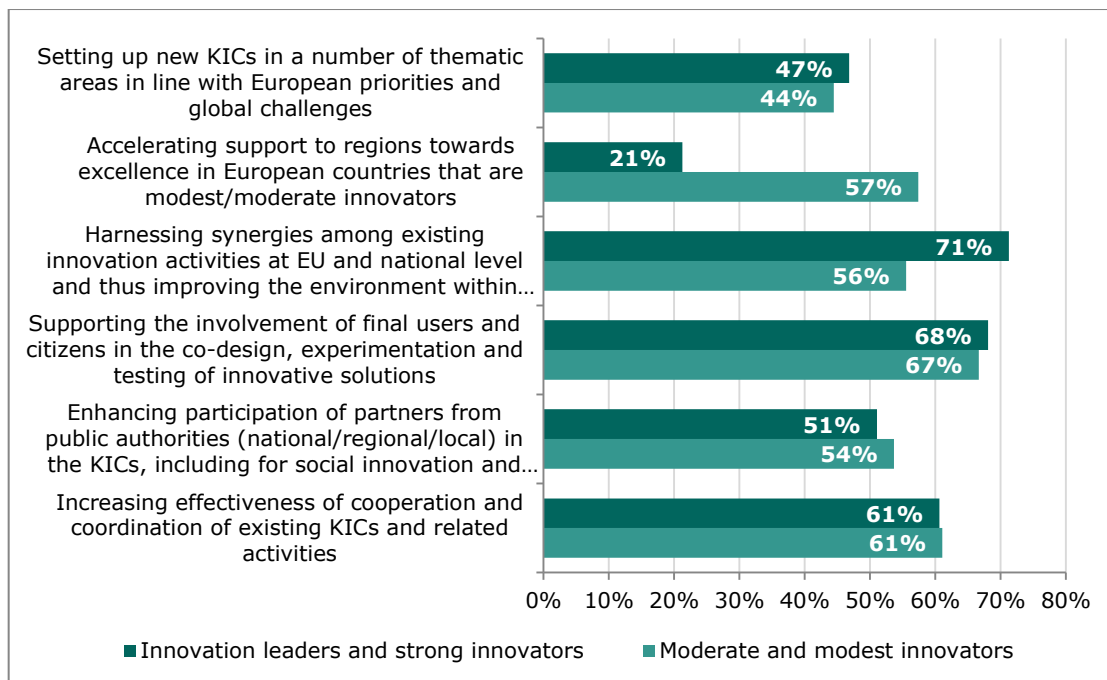 Setting up new KICs in a number of thematic
areas in line with European priorities and
global challenges
47%
44%
Accelerating support to regions towards
excellence in European countries that are
modest/moderate innovators
21%
57%
Harnessing synergies among existing
innovation activities at EU and national level
and thus improving the environment within…
71%
56%
Supporting the involvement of final users and
citizens in the co-design, experimentation and
testing of innovative solutions
68%
67%
Enhancing participation of partners from
public authorities (national/regional/local) in
the KICs, including for social innovation and…
51%
54%
Increasing effectiveness of cooperation and
coordination of existing KICs and related
activities
61%
61%
0% 10% 20% 30% 40% 50% 60% 70% 80%
Innovation leaders and strong innovators Moderate and modest innovators